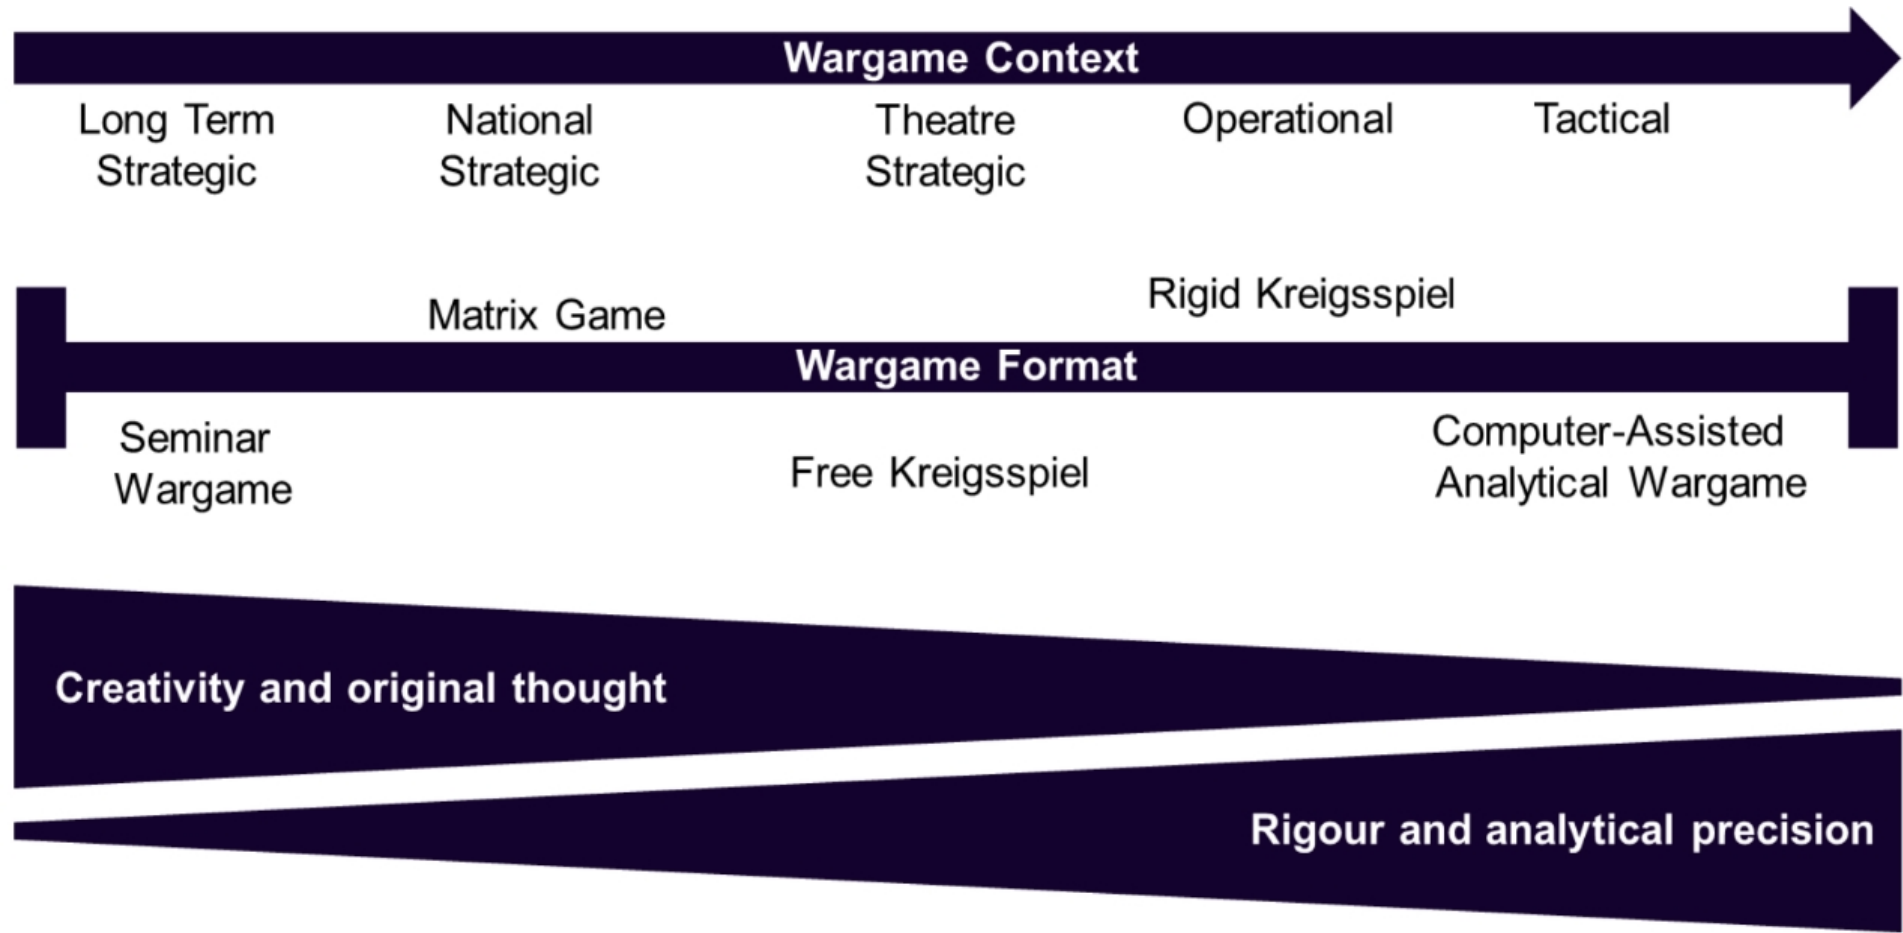 Wargame Context
Long Term
Strategic
National
Strategic
Theatre
Strategic
Operational
Tactical
Matrix Game
Rigid Kreigsspiel
Wargame Format
Seminar
Wargame
Free Kreigsspiel
Computer-Assisted
Analytical Wargame
Creativity and original thought
Rigour and analytical precision